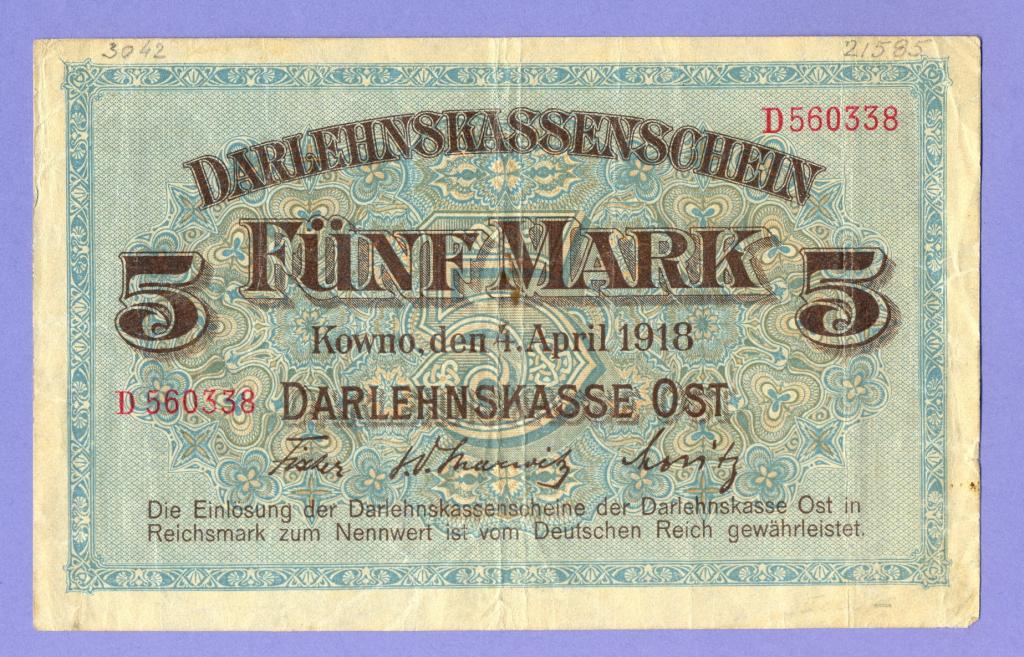 3042 21585
D560338
DARLEHNSKASSENSCHEIN
FÜNF MARK
5 5
Kowno, den 4. April 1918
D 560338 DARLEHNSKASSE OST
Die Einlösung der Darlehnskassenscheine der Darlehnskasse Ost in
Reichsmark zum Nennwert ist vom Deutschen Reich gewährleistet.